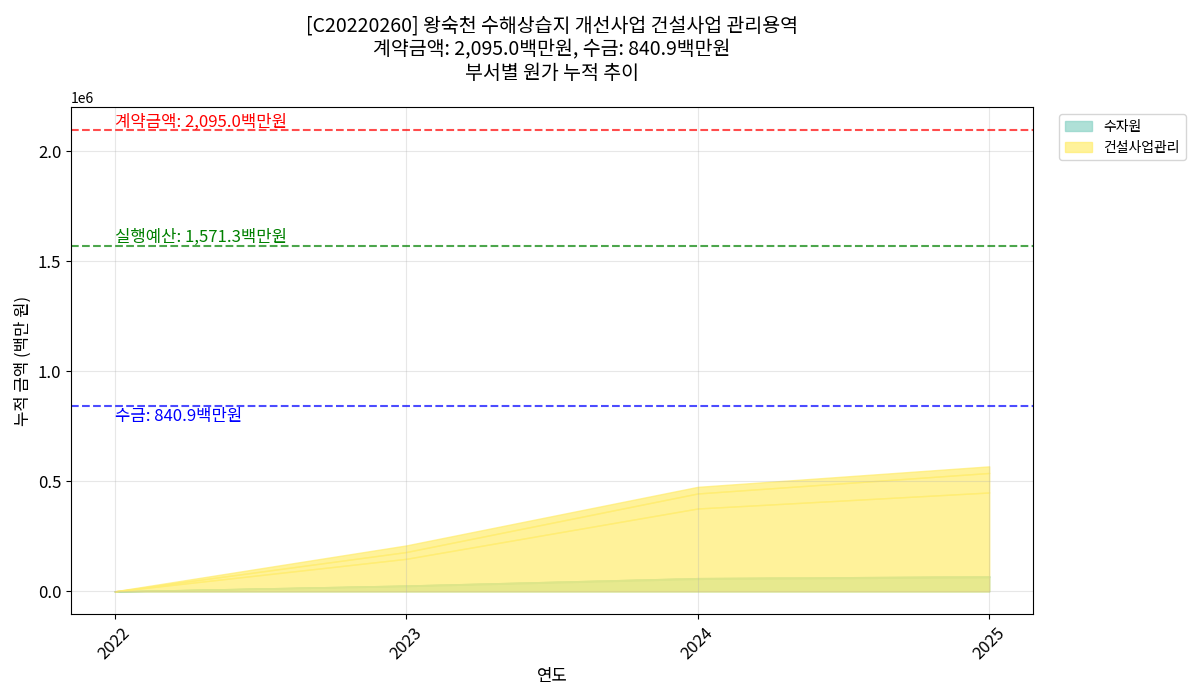 [C20220260] 왕숙천 수해상습지 개선사업 건설사업 관리용역
계약금액: 2,095.0백만원, 수금: 840.9백만원
부서별 원가 누적 추이
1e6
계약금액: 2,095.0백만원
수자원
건설사업관리
2.0
실행예산: 1,571.3백만원
1.5
1.0
수금: 840.9백만원
0.5
0.0
누적 금액 (백만 원)
2022
2023
2024
2025
연도